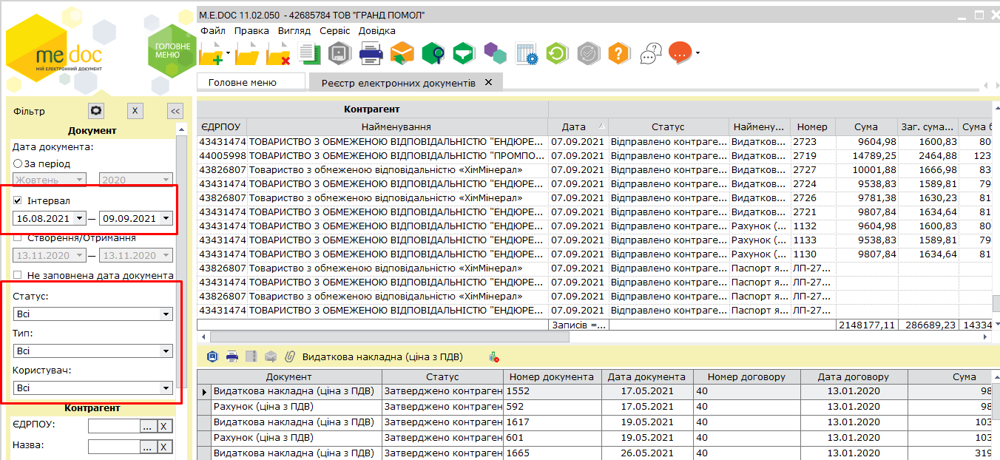 M.E.DOC 11.02.050 - 42685784 ТОВ "ГРАНД ПОМОЛ"
Файл Правка Вигляд Сервіс Довідка
me doc
МІЙ ЕЛЕКТРОННИЙ ДОКУМЕНТ
ГОЛОВНЕ
МЕНЮ
Головне меню Реєстр електронних документів X
Фільтр X <<
Документ
Дата документа:
За період
Жовтень 2020
Інтервал
16.08.2021 — 09.09.2021
Створення/Отримання
13.11.2020 — 13.11.2020
Не заповнена дата документа
Статус:
Всі
Тип:
Всі
Користувач:
Всі
Контрагент
ЄДРПОУ: ... X
Назва: ... X
Контрагент
ЄДРПОУ Найменування Дата Статус Наймену... Номер Сума Заг. сума... Сума б
43431474 ТОВАРИСТВО З ОБМЕЖЕНОЮ ВІДПОВІДАЛЬНІСТЮ "ЕНДЮРЕ... 07.09.2021 Відправлено контраге... Видатков... 2723 9604,98 1600,83 80
44005998 ТОВАРИСТВО З ОБМЕЖЕНОЮ ВІДПОВІДАЛЬНІСТЮ "ПРОМПО... 07.09.2021 Відправлено контраге... Видатков... 2719 14789,25 2464,88 123
43826807 Товариство з обмеженою відповідальністю «ХімМінерал» 07.09.2021 Відправлено контраге... Видатков... 2727 10001,88 1666,98 83
43431474 ТОВАРИСТВО З ОБМЕЖЕНОЮ ВІДПОВІДАЛЬНІСТЮ "ЕНДЮРЕ... 07.09.2021 Відправлено контраге... Видатков... 2724 9538,83 1589,81 79
43826807 Товариство з обмеженою відповідальністю «ХімМінерал» 07.09.2021 Відправлено контраге... Видатков... 2726 9781,38 1630,23 81
43431474 ТОВАРИСТВО З ОБМЕЖЕНОЮ ВІДПОВІДАЛЬНІСТЮ "ЕНДЮРЕ... 07.09.2021 Відправлено контраге... Видатков... 2721 9807,84 1634,64 81
43431474 ТОВАРИСТВО З ОБМЕЖЕНОЮ ВІДПОВІДАЛЬНІСТЮ "ЕНДЮРЕ... 07.09.2021 Відправлено контраге... Рахунок (... 1132 9604,98 1600,83 80
43431474 ТОВАРИСТВО З ОБМЕЖЕНОЮ ВІДПОВІДАЛЬНІСТЮ "ЕНДЮРЕ... 07.09.2021 Відправлено контраге... Рахунок (... 1133 9538,83 1589,81 79
43431474 ТОВАРИСТВО З ОБМЕЖЕНОЮ ВІДПОВІДАЛЬНІСТЮ "ЕНДЮРЕ... 07.09.2021 Відправлено контраге... Рахунок (... 1130 9807,84 1634,64 81
43826807 Товариство з обмеженою відповідальністю «ХімМінерал» 07.09.2021 Відправлено контраге... Паспорт я... ЛП-27...
43431474 ТОВАРИСТВО З ОБМЕЖЕНОЮ ВІДПОВІДАЛЬНІСТЮ "ЕНДЮРЕ... 07.09.2021 Відправлено контраге... Паспорт я... ЛП-27...
43826807 Товариство з обмеженою відповідальністю «ХімМінерал» 07.09.2021 Відправлено контраге... Паспорт я... ЛП-27...
43431474 ТОВАРИСТВО З ОБМЕЖЕНОЮ ВІДПОВІДАЛЬНІСТЮ "ЕНДЮРЕ... 07.09.2021 Відправлено контраге... Паспорт я... ЛП-27...
Записів =... 2148177,11 286689,23 14334
Видаткова накладна (ціна з ПДВ)
Документ Статус Номер документа Дата документа Номер договору Дата договору Сума
Видаткова накладна (ціна з ПДВ) Затверджено контраген 1552 17.05.2021 40 13.01.2020 98
Рахунок (ціна з ПДВ) Затверджено контраген 592 17.05.2021 40 13.01.2020 98
Видаткова накладна (ціна з ПДВ) Затверджено контраген 1617 19.05.2021 40 13.01.2020 103
Рахунок (ціна з ПДВ) Затверджено контраген 601 19.05.2021 40 13.01.2020 103
Видаткова накладна (ціна з ПДВ) Затверджено контраген 1665 26.05.2021 40 13.01.2020 319